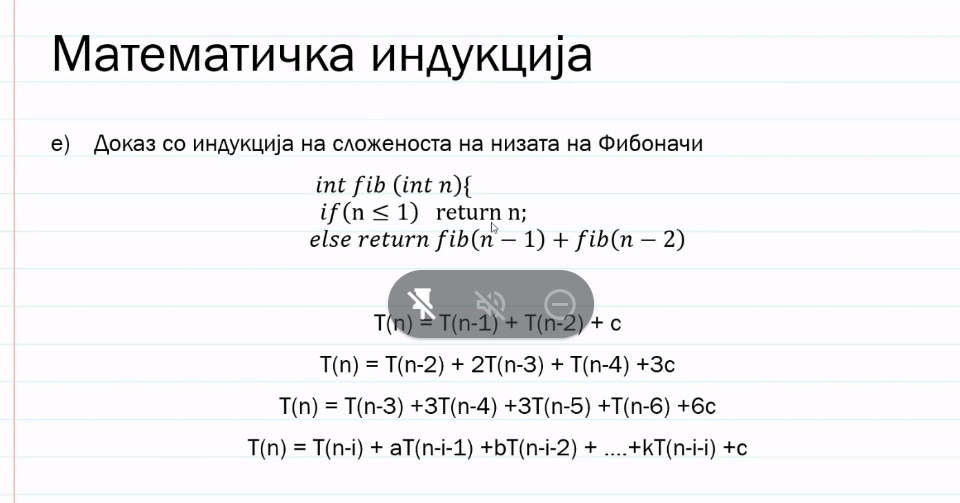 Математичка индукција
е) Доказ со индукција на сложеноста на низата на Фибоначи
int fib (int n){
if(n ≤ 1) return n;
else return fib(n − 1) + fib(n − 2)
T(n) = T(n-1) + T(n-2) + c
T(n) = T(n-2) + 2T(n-3) + T(n-4) +3c
T(n) = T(n-3) +3T(n-4) +3T(n-5) +T(n-6) +6c
T(n) = T(n-i) + aT(n-i-1) +bT(n-i-2) + ....+kT(n-i-i) +c